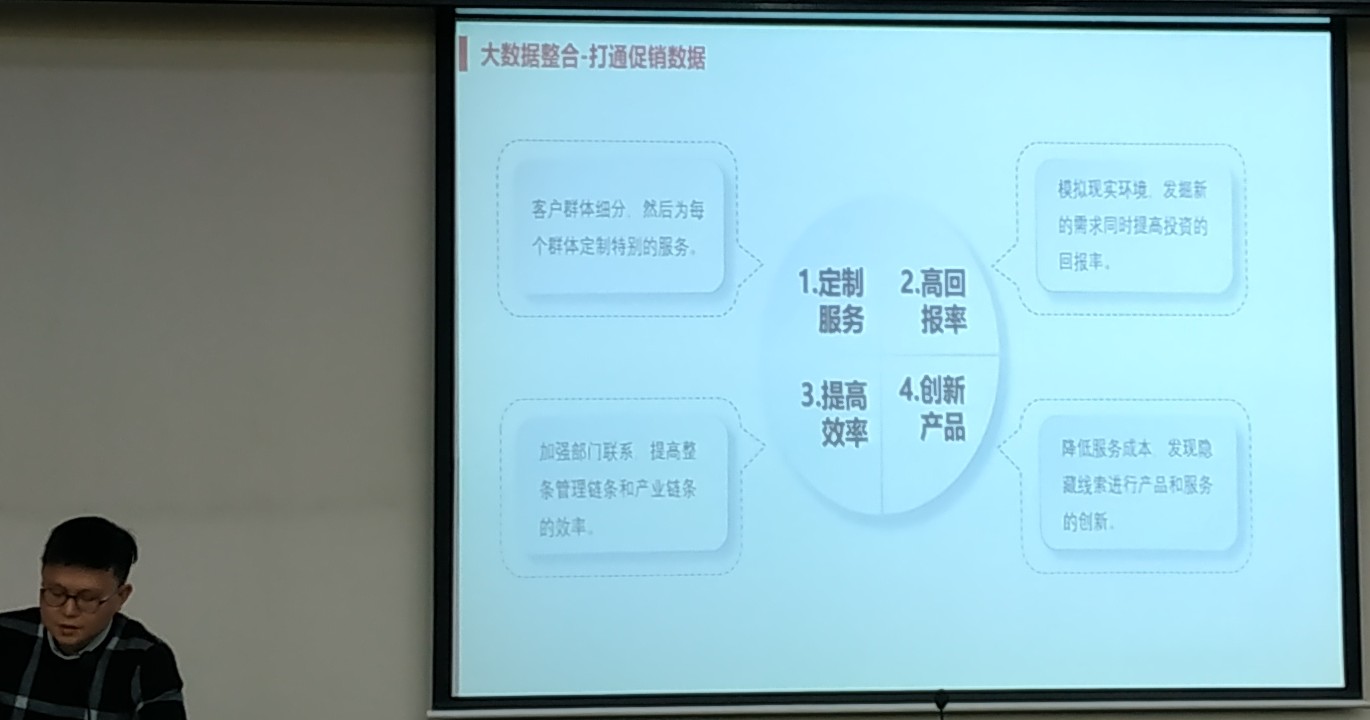 大数据整合-打通促销数据
客户群体细分，然后为每
个群体定制特别的服务。
模拟现实环境，发掘新
的需求同时提高投资的
回报率。
1.定制
服务
2.高回
报率
3.提高
效率
4.创新
产品
加强部门联系，提高整
条管理链条和产业链条
的效率。
降低服务成本，发现隐
藏线索进行产品和服务
的创新。